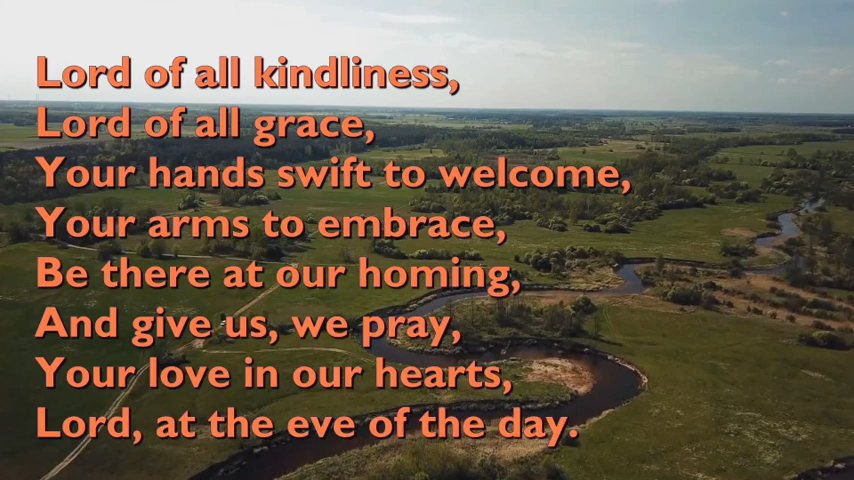 Lord of all kindliness,
Lord of all grace,
Your hands swift to welcome,
Your arms to embrace,
Be there at our homing,
And give us, we pray,
Your love in our hearts,
Lord, at the eve of the day.